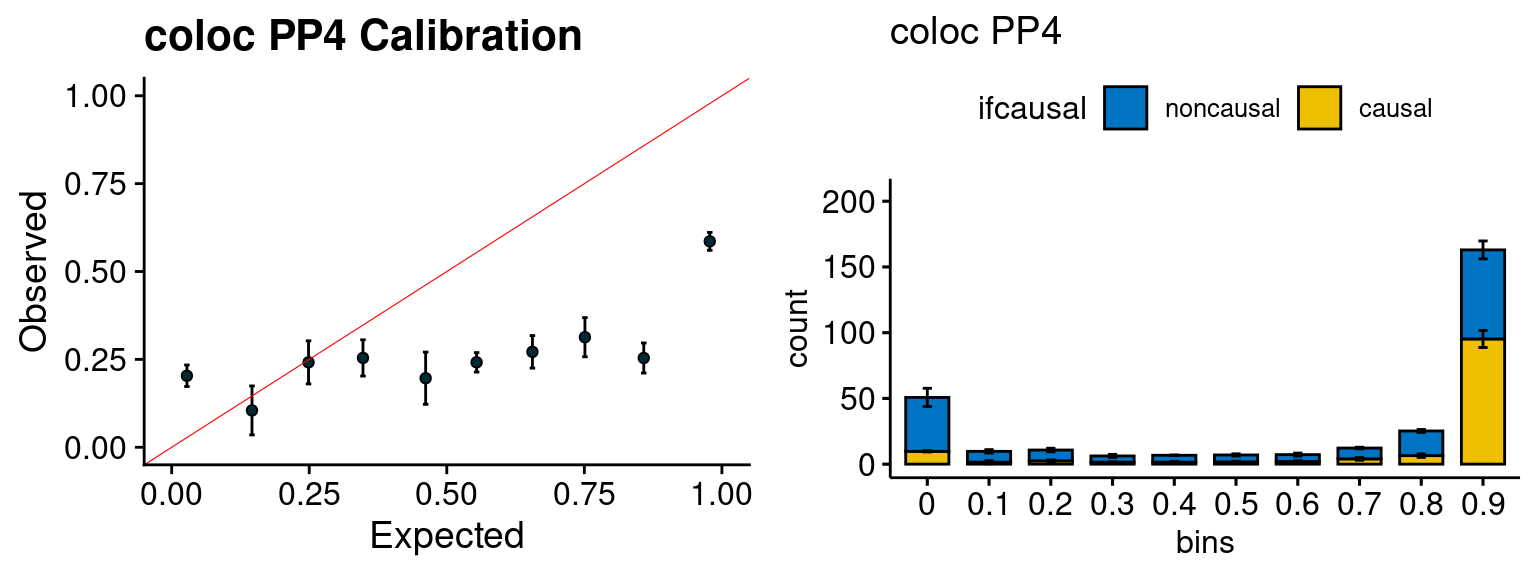 coloc PP4 Calibration
1.00
0.75
0.50
0.25
0.00
Observed
0.00 0.25 0.50 0.75 1.00
Expected
coloc PP4
ifcausal noncausal causal
200
150
100
50
0
count
0 0.1 0.2 0.3 0.4 0.5 0.6 0.7 0.8 0.9
bins